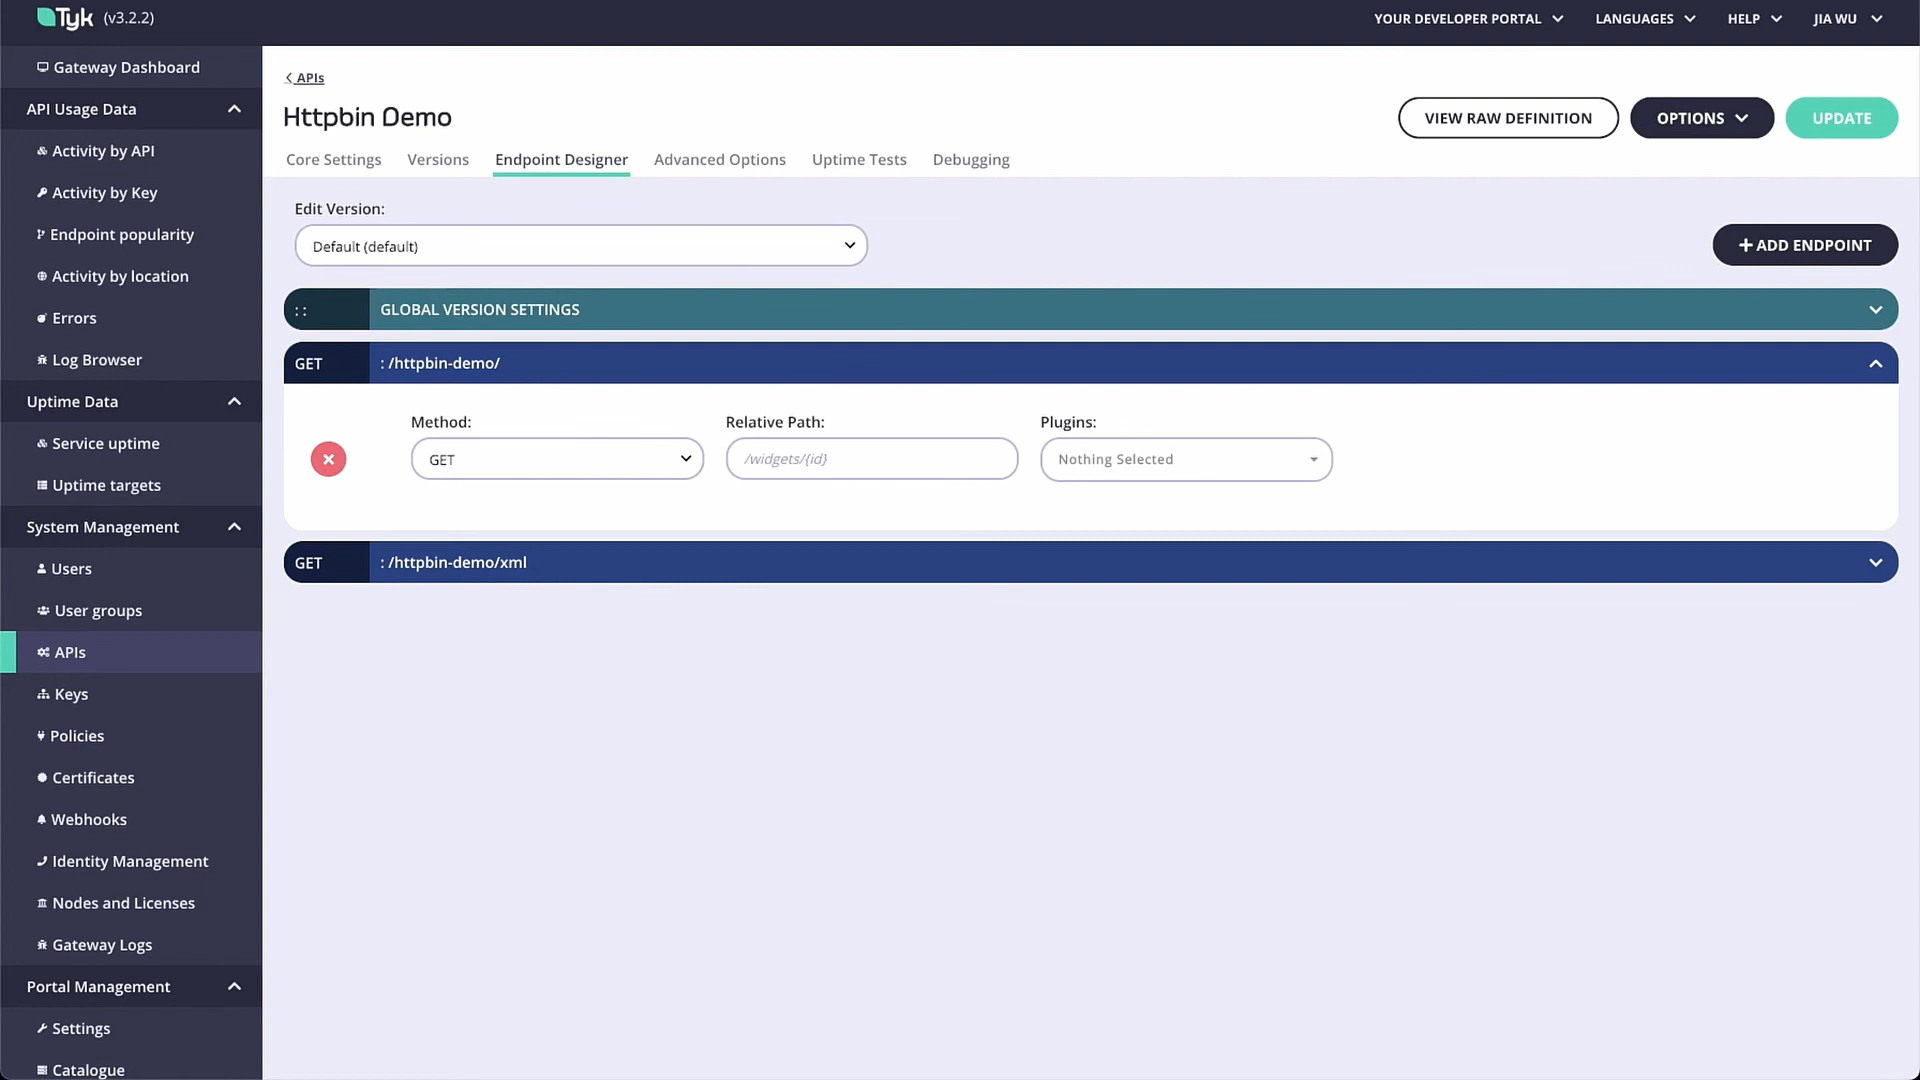 Tyk (v3.2.2)
YOUR DEVELOPER PORTAL
LANGUAGES
HELP
JIA WU
Gateway Dashboard
API Usage Data
Activity by API
Activity by Key
Endpoint popularity
Activity by location
Errors
Log Browser
Uptime Data
Service uptime
Uptime targets
System Management
Users
User groups
APIs
Keys
Policies
Certificates
Webhooks
Identity Management
Nodes and Licenses
Gateway Logs
Portal Management
Settings
Catalogue
APIs
Httpbin Demo
VIEW RAW DEFINITION
OPTIONS
UPDATE
Core Settings
Versions
Endpoint Designer
Advanced Options
Uptime Tests
Debugging
Edit Version:
Default (default)
+ ADD ENDPOINT
: : GLOBAL VERSION SETTINGS
GET : /httpbin-demo/
Method:
Relative Path:
Plugins:
GET
/widgets/{id}
Nothing Selected
GET : /httpbin-demo/xml